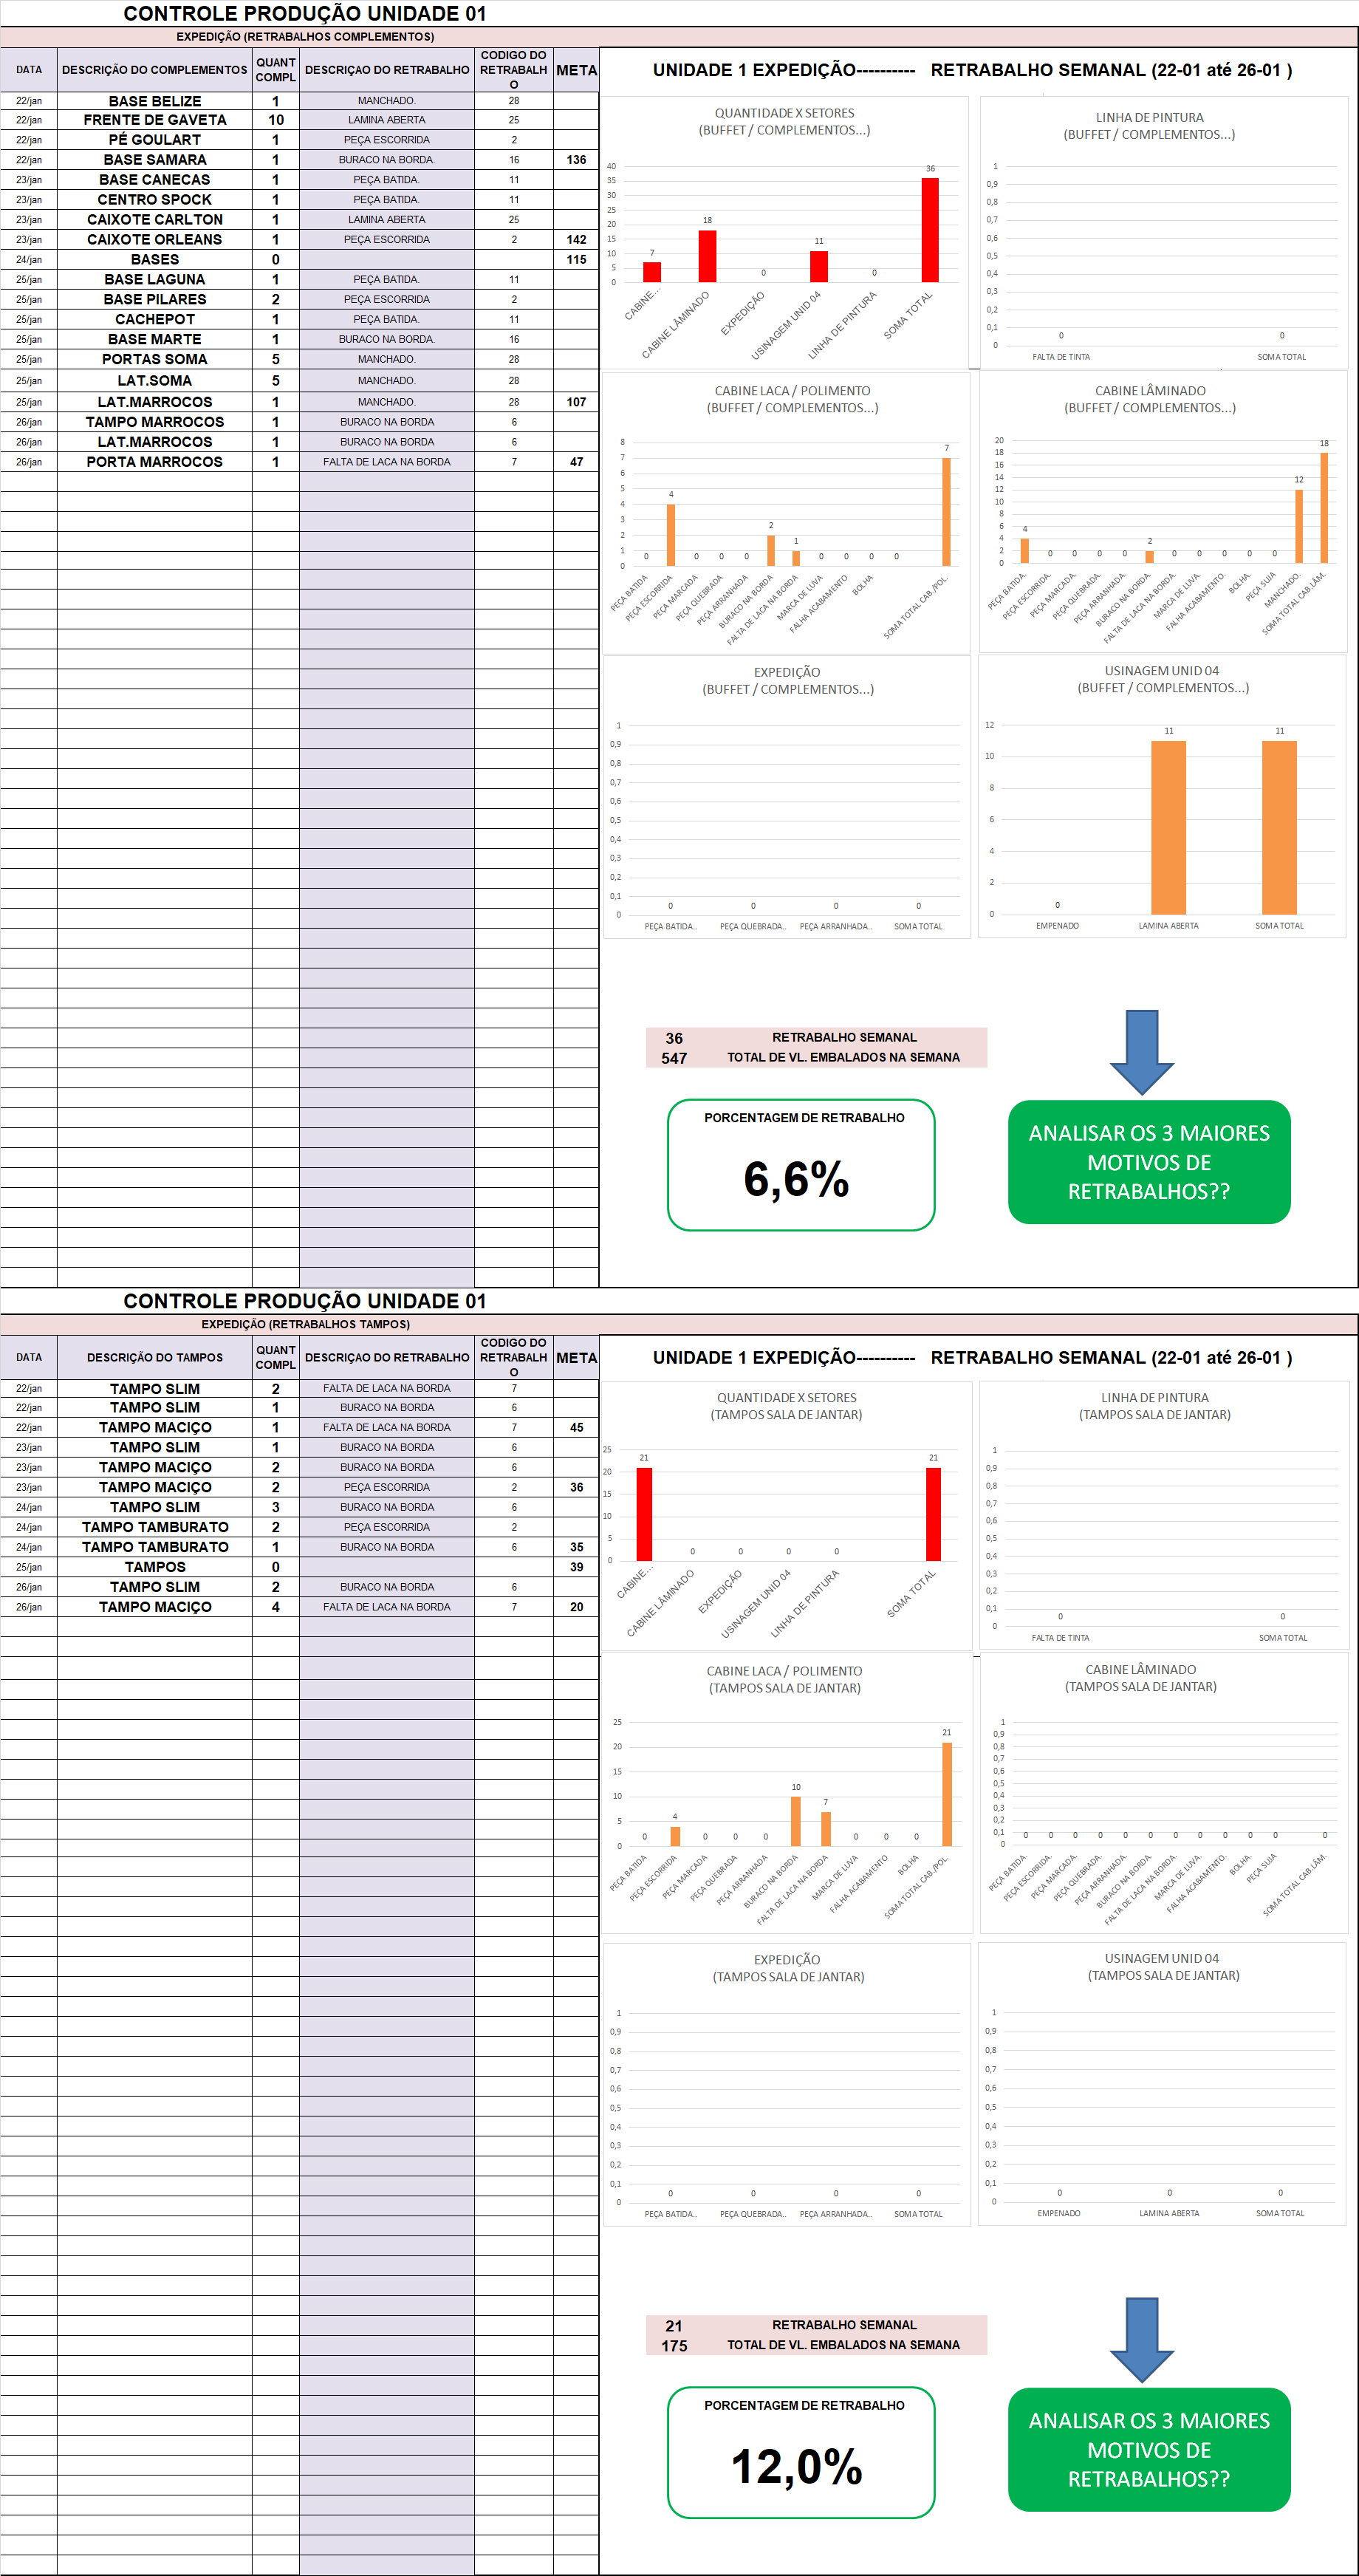 CONTROLE PRODUÇÃO UNIDADE 01
EXPEDIÇÃO (RETRABALHOS COMPLEMENTOS)
DATA DESCRIÇÃO DO COMPLEMENTOS QUANT COMPL DESCRIÇAO DO RETRABALHO CODIGO DO RETRABALH O META
22/jan BASE BELIZE 1 MANCHADO. 28
22/jan FRENTE DE GAVETA 10 LAMINA ABERTA 25
22/jan PÉ GOULART 1 PEÇA ESCORRIDA 2
22/jan BASE SAMARA 1 BURACO NA BORDA. 16 136
23/jan BASE CANECAS 1 PEÇA BATIDA. 11
23/jan CENTRO SPOCK 1 PEÇA BATIDA. 11
23/jan CAIXOTE CARLTON 1 LAMINA ABERTA 25
23/jan CAIXOTE ORLEANS 1 PEÇA ESCORRIDA 2 142
24/jan BASES 0 115
25/jan BASE LAGUNA 1 PEÇA BATIDA. 11
25/jan BASE PILARES 2 PEÇA ESCORRIDA 2
25/jan CACHEPOT 1 PEÇA BATIDA. 11
25/jan BASE MARTE 1 BURACO NA BORDA. 16
25/jan PORTAS SOMA 5 MANCHADO. 28
25/jan LAT.SOMA 5 MANCHADO. 28
25/jan LAT.MARROCOS 1 MANCHADO. 28 107
26/jan TAMPO MARROCOS 1 BURACO NA BORDA 6
26/jan LAT.MARROCOS 1 BURACO NA BORDA 6
26/jan PORTA MARROCOS 1 FALTA DE LACA NA BORDA 7 47
UNIDADE 1 EXPEDIÇÃO---------- RETRABALHO SEMANAL (22-01 até 26-01 )
QUANTIDADE X SETORES
(BUFFET / COMPLEMENTOS...)
40
35
30
25
20
15
10
5
0
7 18 0 11 0 36
CABINE... CABINE LÂMINADO EXPEDIÇÃO USINAGEM UNID 04 LINHA DE PINTURA SOMA TOTAL
LINHA DE PINTURA
(BUFFET / COMPLEMENTOS...)
1
0,9
0,8
0,7
0,6
0,5
0,4
0,3
0,2
0,1
0
0 0
FALTA DE TINTA SOMA TOTAL
CABINE LACA / POLIMENTO
(BUFFET / COMPLEMENTOS...)
8
7
6
5
4
3
2
1
0
0 4 0 0 0 2 1 0 0 0 0 7
PEÇA BATIDA PEÇA ESCORRIDA PEÇA MARCADA PEÇA QUEBRADA PEÇA ARRANHADA BURACO NA BORDA FALTA DE LACA NA BORDA MARCA DE LUVA FALHA ACABAMENTO BOLHA SOMA TOTAL CAB./POL.
CABINE LÂMINADO
(BUFFET / COMPLEMENTOS...)
20
18
16
14
12
10
8
6
4
2
0
4 0 0 0 0 2 0 0 0 0 0 12 18
PEÇA BATIDA. PEÇA ESCORRIDA. PEÇA MARCADA. PEÇA QUEBRADA. PEÇA ARRANHADA. BURACO NA BORDA. FALTA DE LACA NA BORDA. MARCA DE LUVA. FALHA ACABAMENTO. BOLHA. PEÇA SUJA MANCHADO. SOMA TOTAL CAB.LÂM.
EXPEDIÇÃO
(BUFFET / COMPLEMENTOS...)
1
0,9
0,8
0,7
0,6
0,5
0,4
0,3
0,2
0,1
0
0 0 0 0
PEÇA BATIDA.. PEÇA QUEBRADA.. PEÇA ARRANHADA.. SOMA TOTAL
USINAGEM UNID 04
(BUFFET / COMPLEMENTOS...)
12
10
8
6
4
2
0
0 11 11
EMPENADO LAMINA ABERTA SOMA TOTAL
36 RETRABALHO SEMANAL
547 TOTAL DE VL. EMBALADOS NA SEMANA
PORCENTAGEM DE RETRABALHO
6,6%
ANALISAR OS 3 MAIORES
MOTIVOS DE
RETRABALHOS??
CONTROLE PRODUÇÃO UNIDADE 01
EXPEDIÇÃO (RETRABALHOS TAMPOS)
DATA DESCRIÇÃO DO TAMPOS QUANT COMPL DESCRIÇAO DO RETRABALHO CODIGO DO RETRABALH O META
22/jan TAMPO SLIM 2 FALTA DE LACA NA BORDA 7
22/jan TAMPO SLIM 1 BURACO NA BORDA 6
22/jan TAMPO MACIÇO 1 FALTA DE LACA NA BORDA 7 45
23/jan TAMPO SLIM 1 BURACO NA BORDA 6
23/jan TAMPO MACIÇO 2 BURACO NA BORDA 6
23/jan TAMPO MACIÇO 2 PEÇA ESCORRIDA 2 36
24/jan TAMPO SLIM 3 BURACO NA BORDA 6
24/jan TAMPO TAMBURATO 2 PEÇA ESCORRIDA 2
24/jan TAMPO TAMBURATO 1 BURACO NA BORDA 6 35
25/jan TAMPOS 0 39
26/jan TAMPO SLIM 2 BURACO NA BORDA 6
26/jan TAMPO MACIÇO 4 FALTA DE LACA NA BORDA 7 20
UNIDADE 1 EXPEDIÇÃO---------- RETRABALHO SEMANAL (22-01 até 26-01 )
QUANTIDADE X SETORES
(TAMPOS SALA DE JANTAR)
25
20
15
10
5
0
21 0 0 0 0 21
CABINE... CABINE LÂMINADO EXPEDIÇÃO USINAGEM UNID 04 LINHA DE PINTURA SOMA TOTAL
LINHA DE PINTURA
(TAMPOS SALA DE JANTAR)
1
0,9
0,8
0,7
0,6
0,5
0,4
0,3
0,2
0,1
0
0 0
FALTA DE TINTA SOMA TOTAL
CABINE LACA / POLIMENTO
(TAMPOS SALA DE JANTAR)
25
20
15
10
5
0
0 4 0 0 0 10 7 0 0 0 21
PEÇA BATIDA PEÇA ESCORRIDA PEÇA MARCADA PEÇA QUEBRADA PEÇA ARRANHADA BURACO NA BORDA FALTA DE LACA NA BORDA MARCA DE LUVA FALHA ACABAMENTO BOLHA SOMA TOTAL CAB./POL.
CABINE LÂMINADO
(TAMPOS SALA DE JANTAR)
1
0,9
0,8
0,7
0,6
0,5
0,4
0,3
0,2
0,1
0
0 0 0 0 0 0 0 0 0 0 0 0
PEÇA BATIDA. PEÇA ESCORRIDA. PEÇA MARCADA. PEÇA QUEBRADA. PEÇA ARRANHADA. BURACO NA BORDA. FALTA DE LACA NA BORDA. MARCA DE LUVA. FALHA ACABAMENTO. BOLHA. PEÇA SUJA SOMA TOTAL CAB.LÂM.
EXPEDIÇÃO
(TAMPOS SALA DE JANTAR)
1
0,9
0,8
0,7
0,6
0,5
0,4
0,3
0,2
0,1
0
0 0 0 0
PEÇA BATIDA.. PEÇA QUEBRADA.. PEÇA ARRANHADA.. SOMA TOTAL
USINAGEM UNID 04
(TAMPOS SALA DE JANTAR)
1
0,9
0,8
0,7
0,6
0,5
0,4
0,3
0,2
0,1
0
0 0 0
EMPENADO LAMINA ABERTA SOMA TOTAL
21 RETRABALHO SEMANAL
175 TOTAL DE VL. EMBALADOS NA SEMANA
PORCENTAGEM DE RETRABALHO
12,0%
ANALISAR OS 3 MAIORES
MOTIVOS DE
RETRABALHOS??